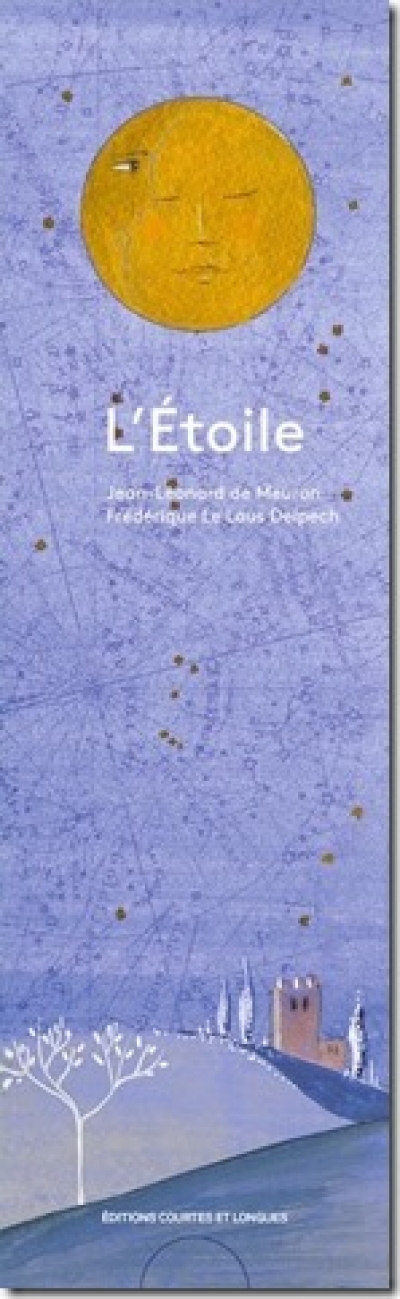 L'Étoile
Jean-Léonard de Meuron
Frédérique Le Lous Delpech
ÉDITIONS COURTES ET LONGUES